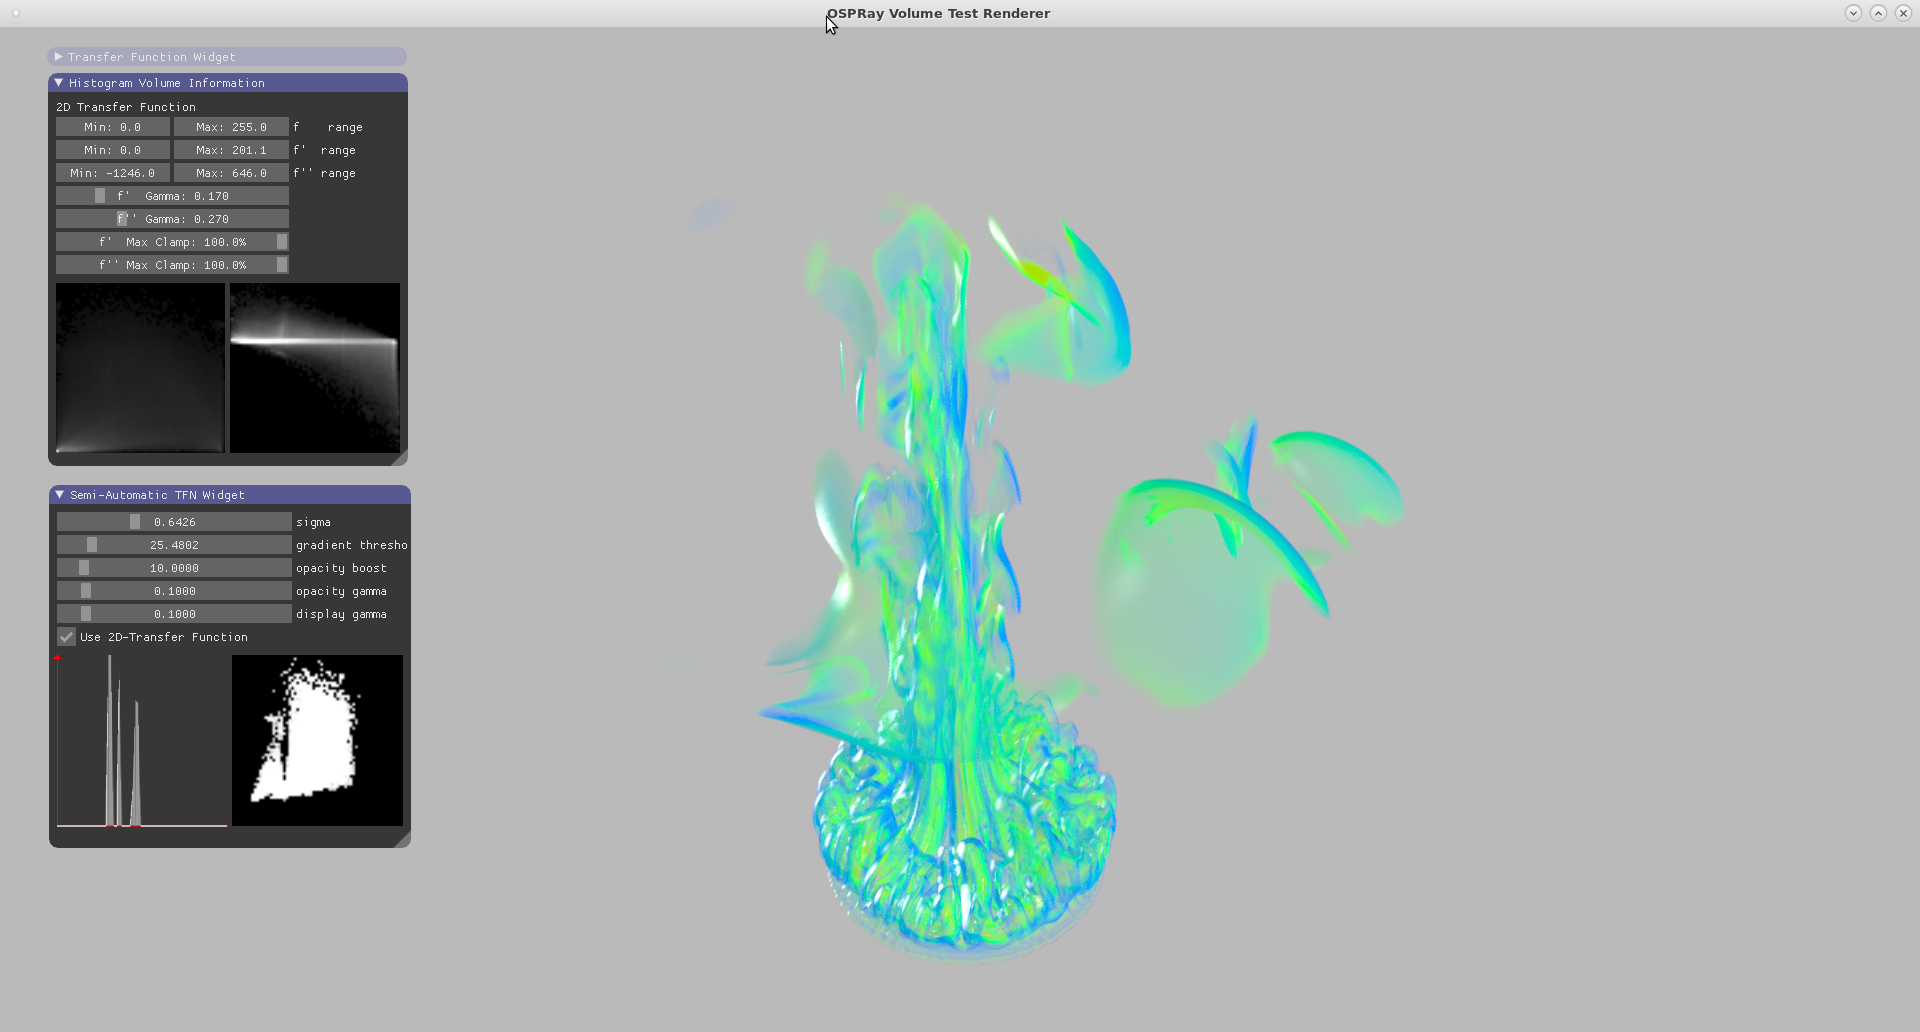 OSPRay Volume Test Renderer
Transfer Function Widget
Histogram Volume Information
2D Transfer Function
Min: 0.0 Max: 255.0 f range
Min: 0.0 Max: 201.1 f' range
Min: -1246.0 Max: 646.0 f'' range
f' Gamma: 0.170
f'' Gamma: 0.270
f' Max Clamp: 100.0%
f'' Max Clamp: 100.0%
Semi-Automatic TFN Widget
0.6426 sigma
25.4802 gradient thresho
10.0000 opacity boost
0.1000 opacity gamma
0.1000 display gamma
Use 2D-Transfer Function